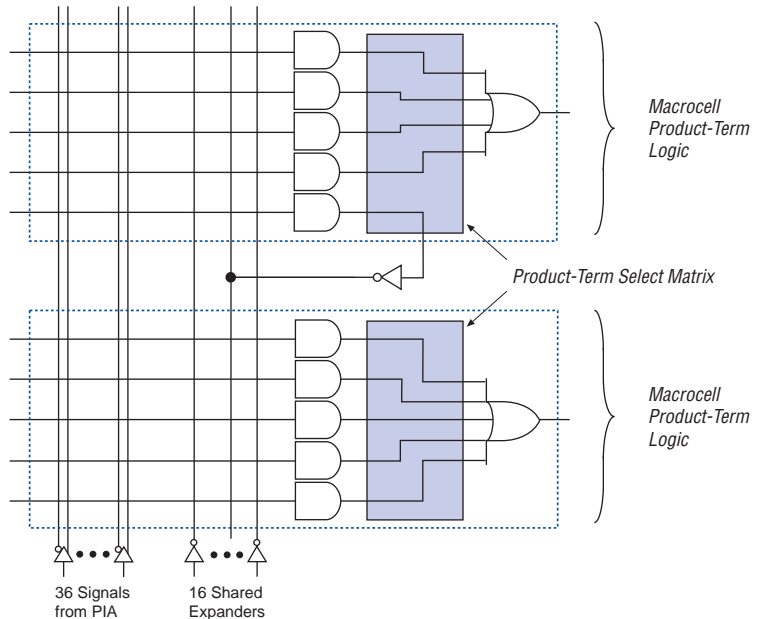 Macrocell
Product-Term
Logic
Product-Term Select Matrix
Macrocell
Product-Term
Logic
36 Signals
from PIA
16 Shared
Expanders